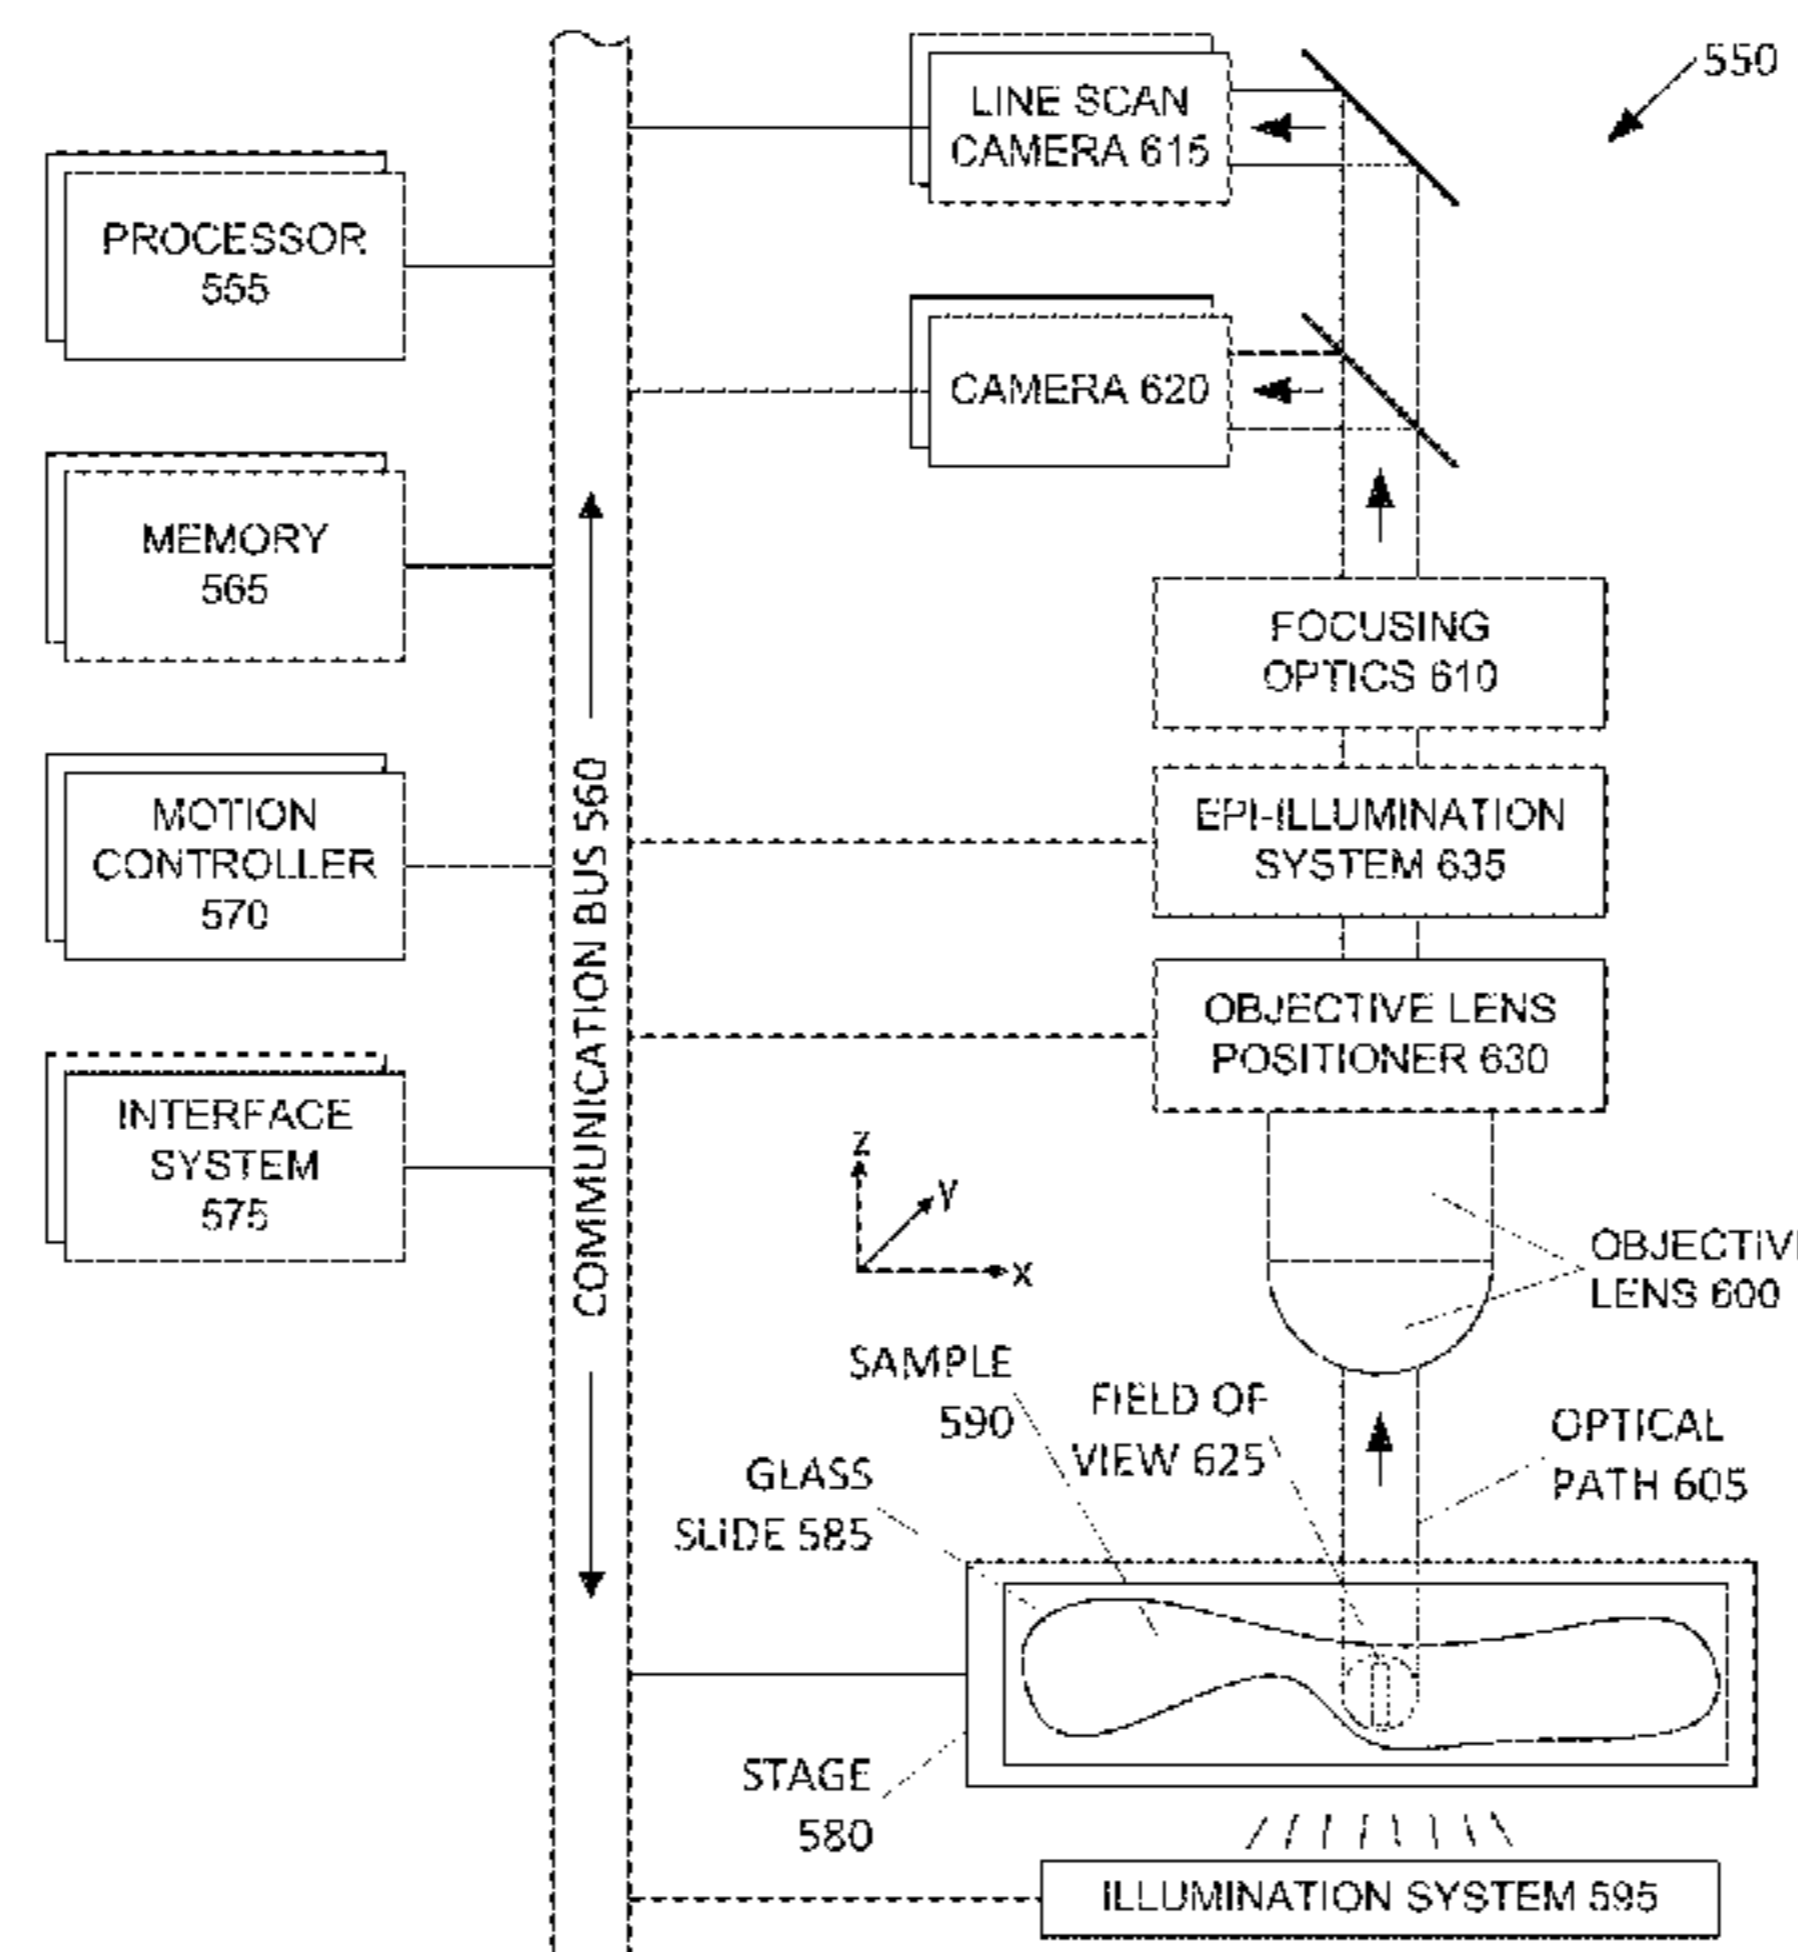 550
LINE SCAN
CAMERA 615
PROCESSOR
555
CAMERA 620
MEMORY
565
FOCUSING
OPTICS 610
MOTION
CONTROLLER
570
EPI-ILLUMINATION
SYSTEM 635
COMMUNICATION BUS 560
OBJECTIVE LENS
POSITIONER 630
INTERFACE
SYSTEM
575
Z
Y
X
OBJECTIV
LENS 600
SAMPLE
590
FIELD OF
VIEW 625
OPTICAL
PATH 605
GLASS
SLIDE 585
STAGE
580
ILLUMINATION SYSTEM 595